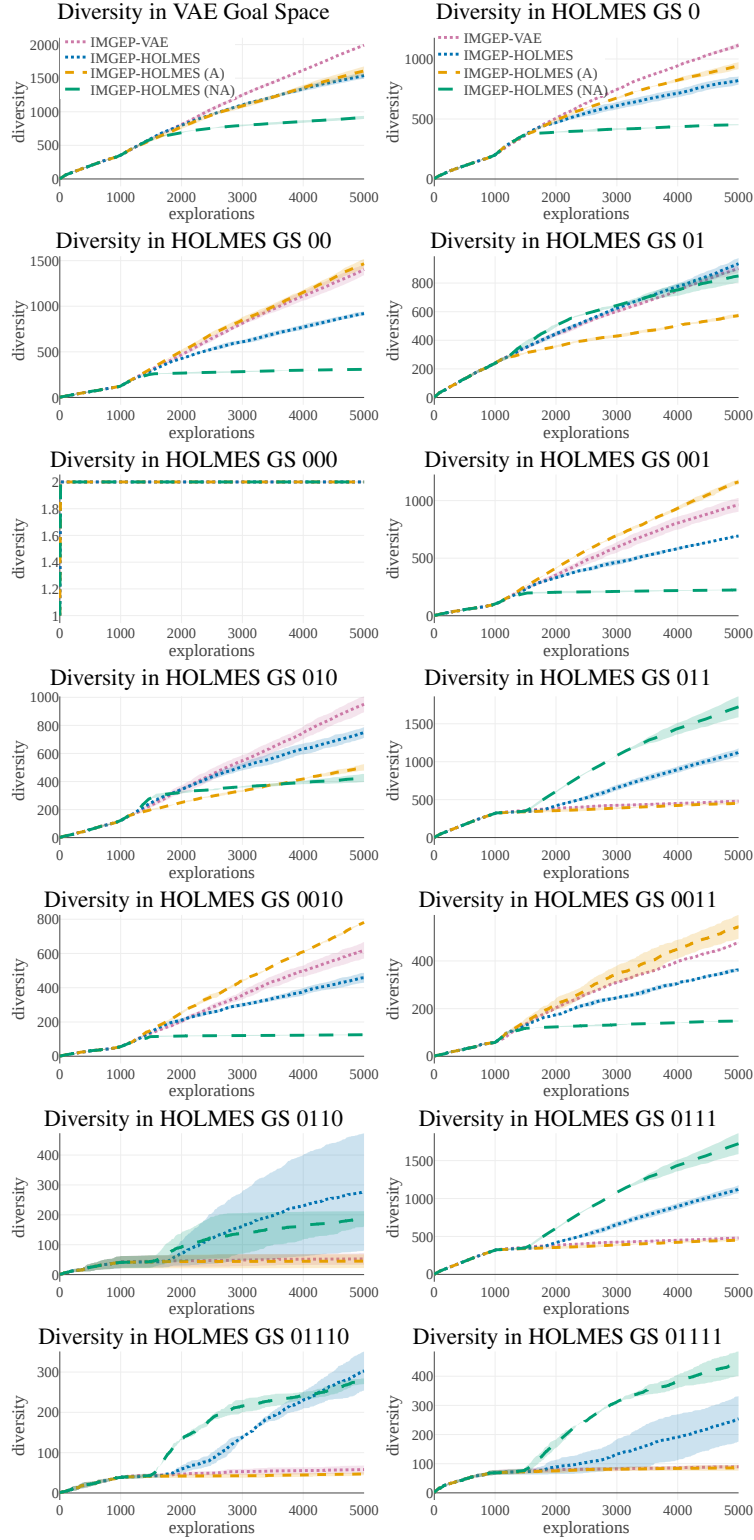 Diversity in VAE Goal Space
IMGEP-VAE
IMGEP-HOLMES
IMGEP-HOLMES (A)
IMGEP-HOLMES (NA)
diversity
2000
1500
1000
500
0
0 1000 2000 3000 4000 5000
explorations
Diversity in HOLMES GS 0
IMGEP-VAE
IMGEP-HOLMES
IMGEP-HOLMES (A)
IMGEP-HOLMES (NA)
diversity
1000
500
0
0 1000 2000 3000 4000 5000
explorations
Diversity in HOLMES GS 00
diversity
1500
1000
500
0
0 1000 2000 3000 4000 5000
explorations
Diversity in HOLMES GS 01
diversity
800
600
400
200
0
0 1000 2000 3000 4000 5000
explorations
Diversity in HOLMES GS 000
diversity
2
1.8
1.6
1.4
1.2
1
0 1000 2000 3000 4000 5000
explorations
Diversity in HOLMES GS 001
diversity
1000
500
0
0 1000 2000 3000 4000 5000
explorations
Diversity in HOLMES GS 010
diversity
1000
800
600
400
200
0
0 1000 2000 3000 4000 5000
explorations
Diversity in HOLMES GS 011
diversity
1500
1000
500
0
0 1000 2000 3000 4000 5000
explorations
Diversity in HOLMES GS 0010
diversity
800
600
400
200
0
0 1000 2000 3000 4000 5000
explorations
Diversity in HOLMES GS 0011
diversity
400
200
0
0 1000 2000 3000 4000 5000
explorations
Diversity in HOLMES GS 0110
diversity
400
300
200
100
0
0 1000 2000 3000 4000 5000
explorations
Diversity in HOLMES GS 0111
diversity
1500
1000
500
0
0 1000 2000 3000 4000 5000
explorations
Diversity in HOLMES GS 01110
diversity
300
200
100
0
0 1000 2000 3000 4000 5000
explorations
Diversity in HOLMES GS 01111
diversity
400
300
200
100
0
0 1000 2000 3000 4000 5000
explorations